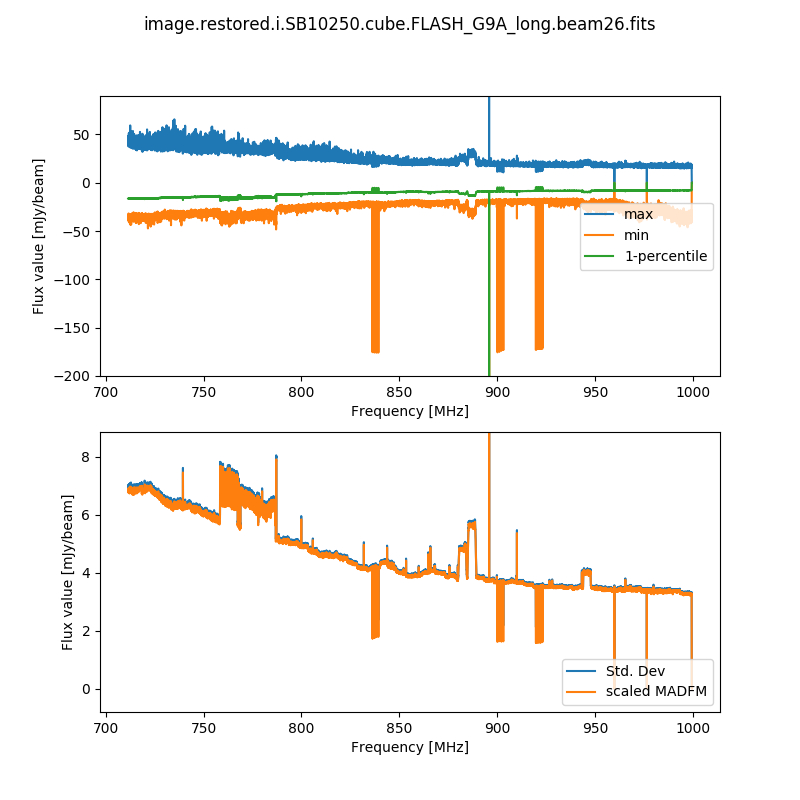 image.restored.i.SB10250.cube.FLASH_G9A_long.beam26.fits
50
0
−50
−100
−150
−200
Flux value [mJy/beam]
max
min
1-percentile
700 750 800 850 900 950 1000
Frequency [MHz]
8
6
4
2
0
Flux value [mJy/beam]
Std. Dev
scaled MADFM
700 750 800 850 900 950 1000
Frequency [MHz]